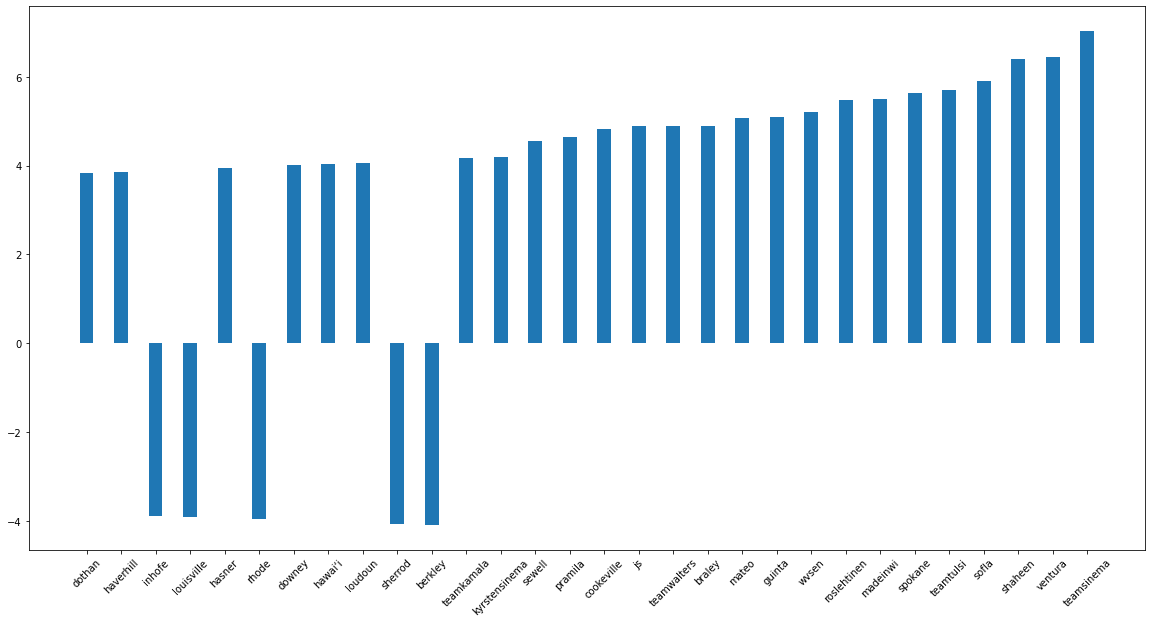 6
4
2
0
−2
−4
dothan
haverhill
inhofe
louisville
hasner
rhode
downey
hawai'i
loudoun
sherrod
berkley
teamkamala
kyrstensinema
sewell
pramila
cookeville
js
teamwalters
braley
mateo
guinta
wvsen
roslehtinen
madeinwi
spokane
teamtulsi
sofla
shaheen
ventura
teamsinema